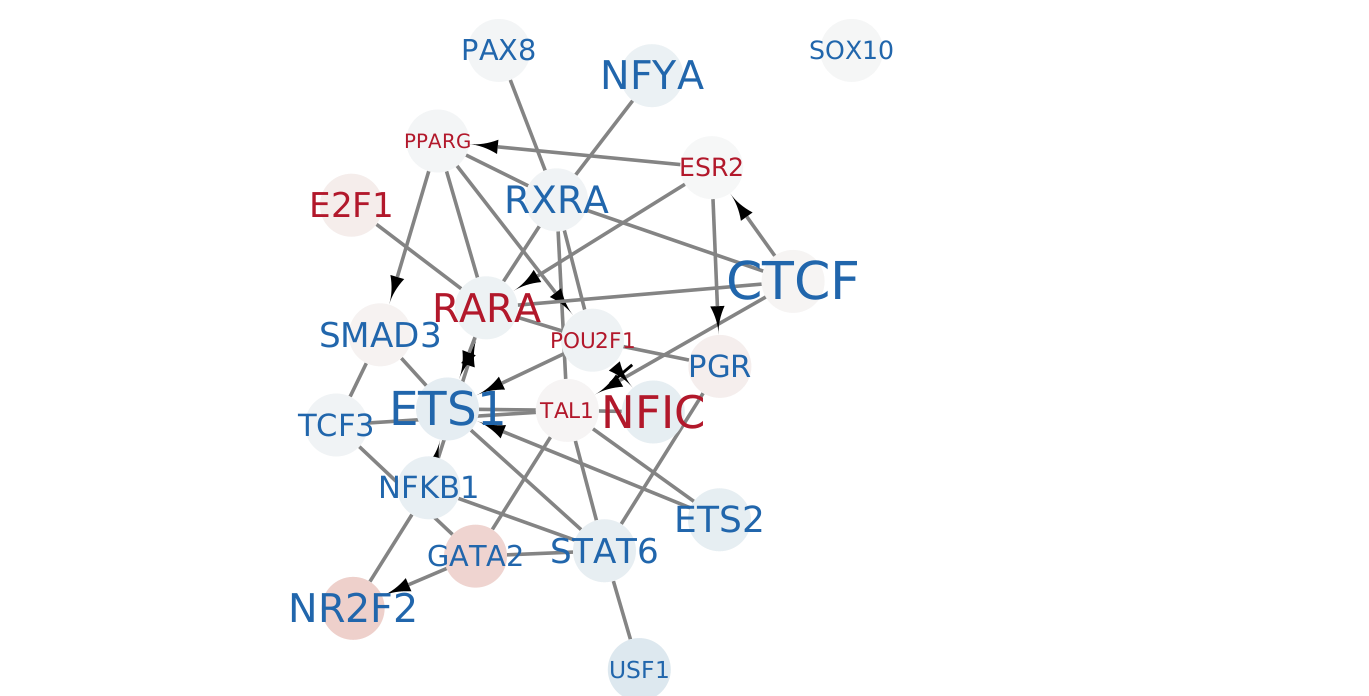 PAX8
SOX10
NFYA
PPARG
ESR2
RXRA
E2F1
CTCF
RARA
SMAD3
POU2F1
PGR
ETS1
TAL1
NFIC
TCF3
NFKB1
ETS2
GATA2
STAT6
NR2F2
USF1